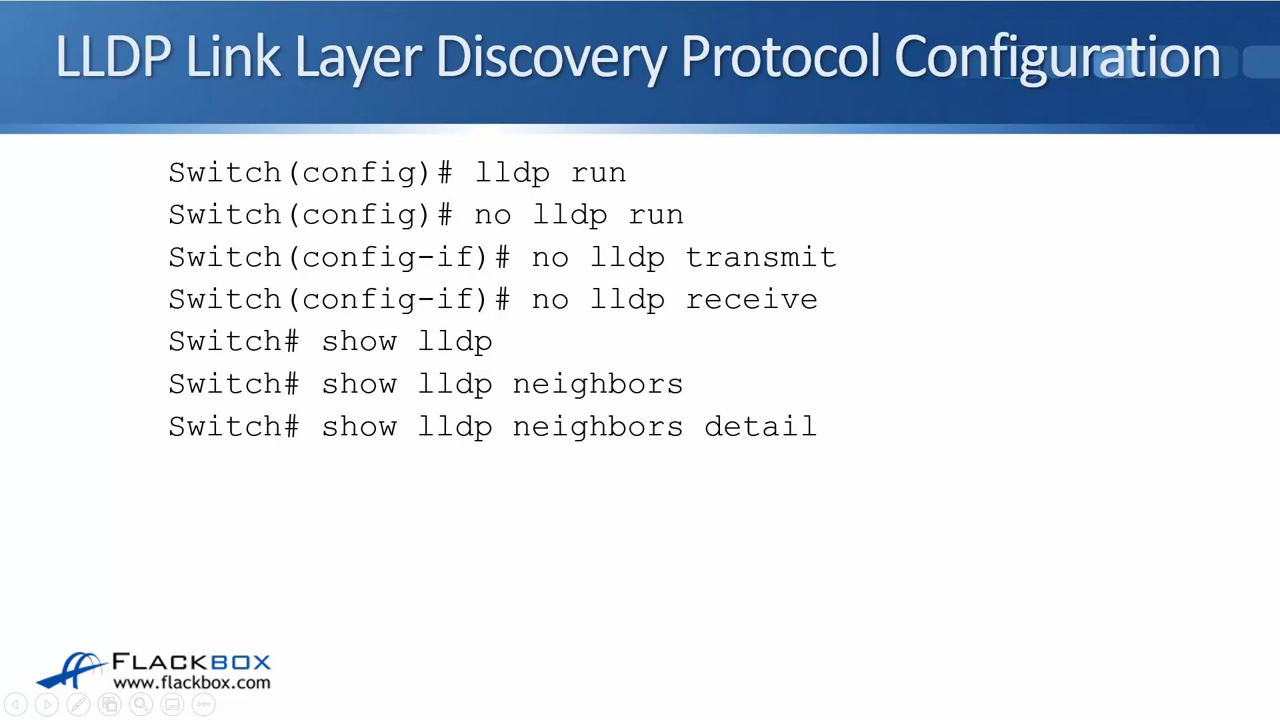 LLDP Link Layer Discovery Protocol Configuration
Switch(config)# lldp run
Switch(config)# no lldp run
Switch(config-if)# no lldp transmit
Switch(config-if)# no lldp receive
Switch# show lldp
Switch# show lldp neighbors
Switch# show lldp neighbors detail
FLACKBOX
www.flackbox.com